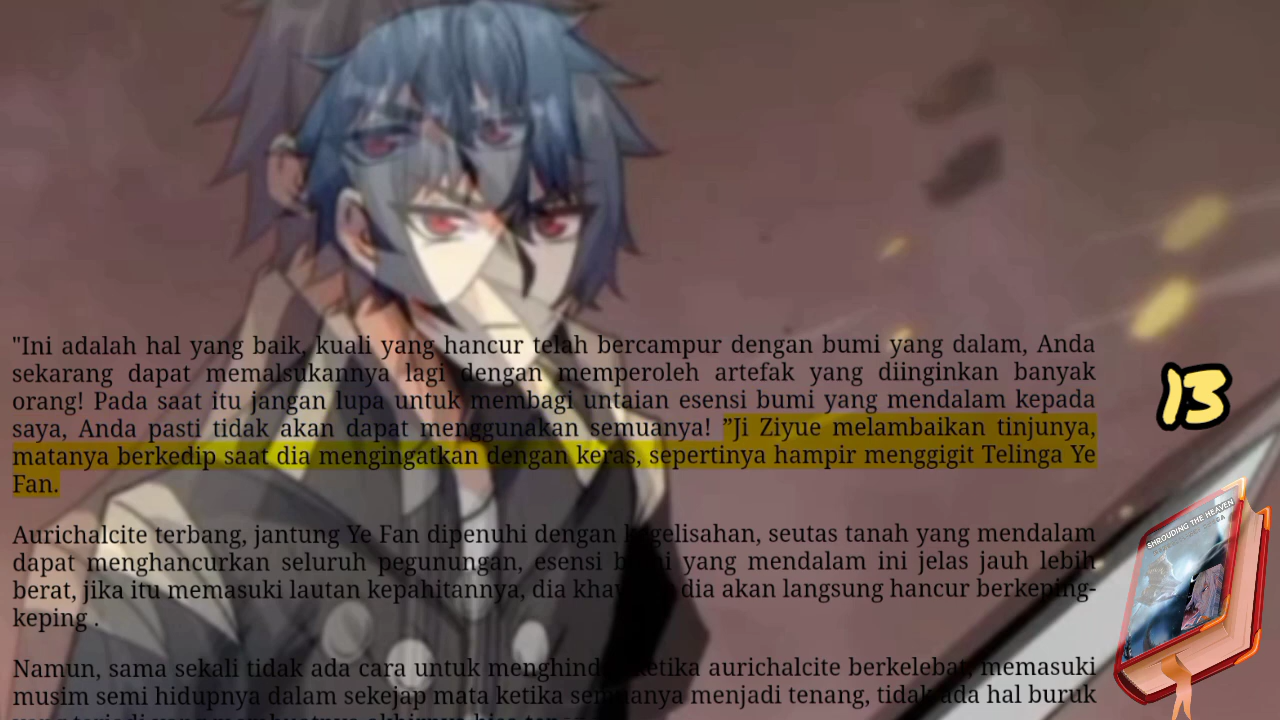 "Ini adalah hal yang baik, kuali yang hancur telah bercampur dengan bumi yang dalam, Anda
sekarang dapat memalsukannya lagi dengan memperoleh artefak yang diinginkan banyak
orang! Pada saat itu jangan lupa untuk membagi untaian esensi bumi yang mendalam kepada
saya, Anda pasti tidak akan dapat menggunakan semuanya! ”Ji Ziyue melambaikan tinjunya,
matanya berkedip saat dia mengingatkan dengan keras, sepertinya hampir menggigit Telinga Ye
Fan.
13
SHROUDING THE HEAVEN
Aurichalcite terbang, jantung Ye Fan dipenuhi dengan kegelisahan, seutas tanah yang mendalam
dapat menghancurkan seluruh pegunungan, esensi bumi yang mendalam ini jelas jauh lebih
berat, jika itu memasuki lautan kepahitannya, dia dia akan langsung hancur berkeping-
keping .
Namun, sama sekali tidak ada cara untuk ketika aurichalcite berkelebat, memasuki
musim semi hidupnya dalam sekejap mata ketika semuanya menjadi tenang, tidak ada hal buruk